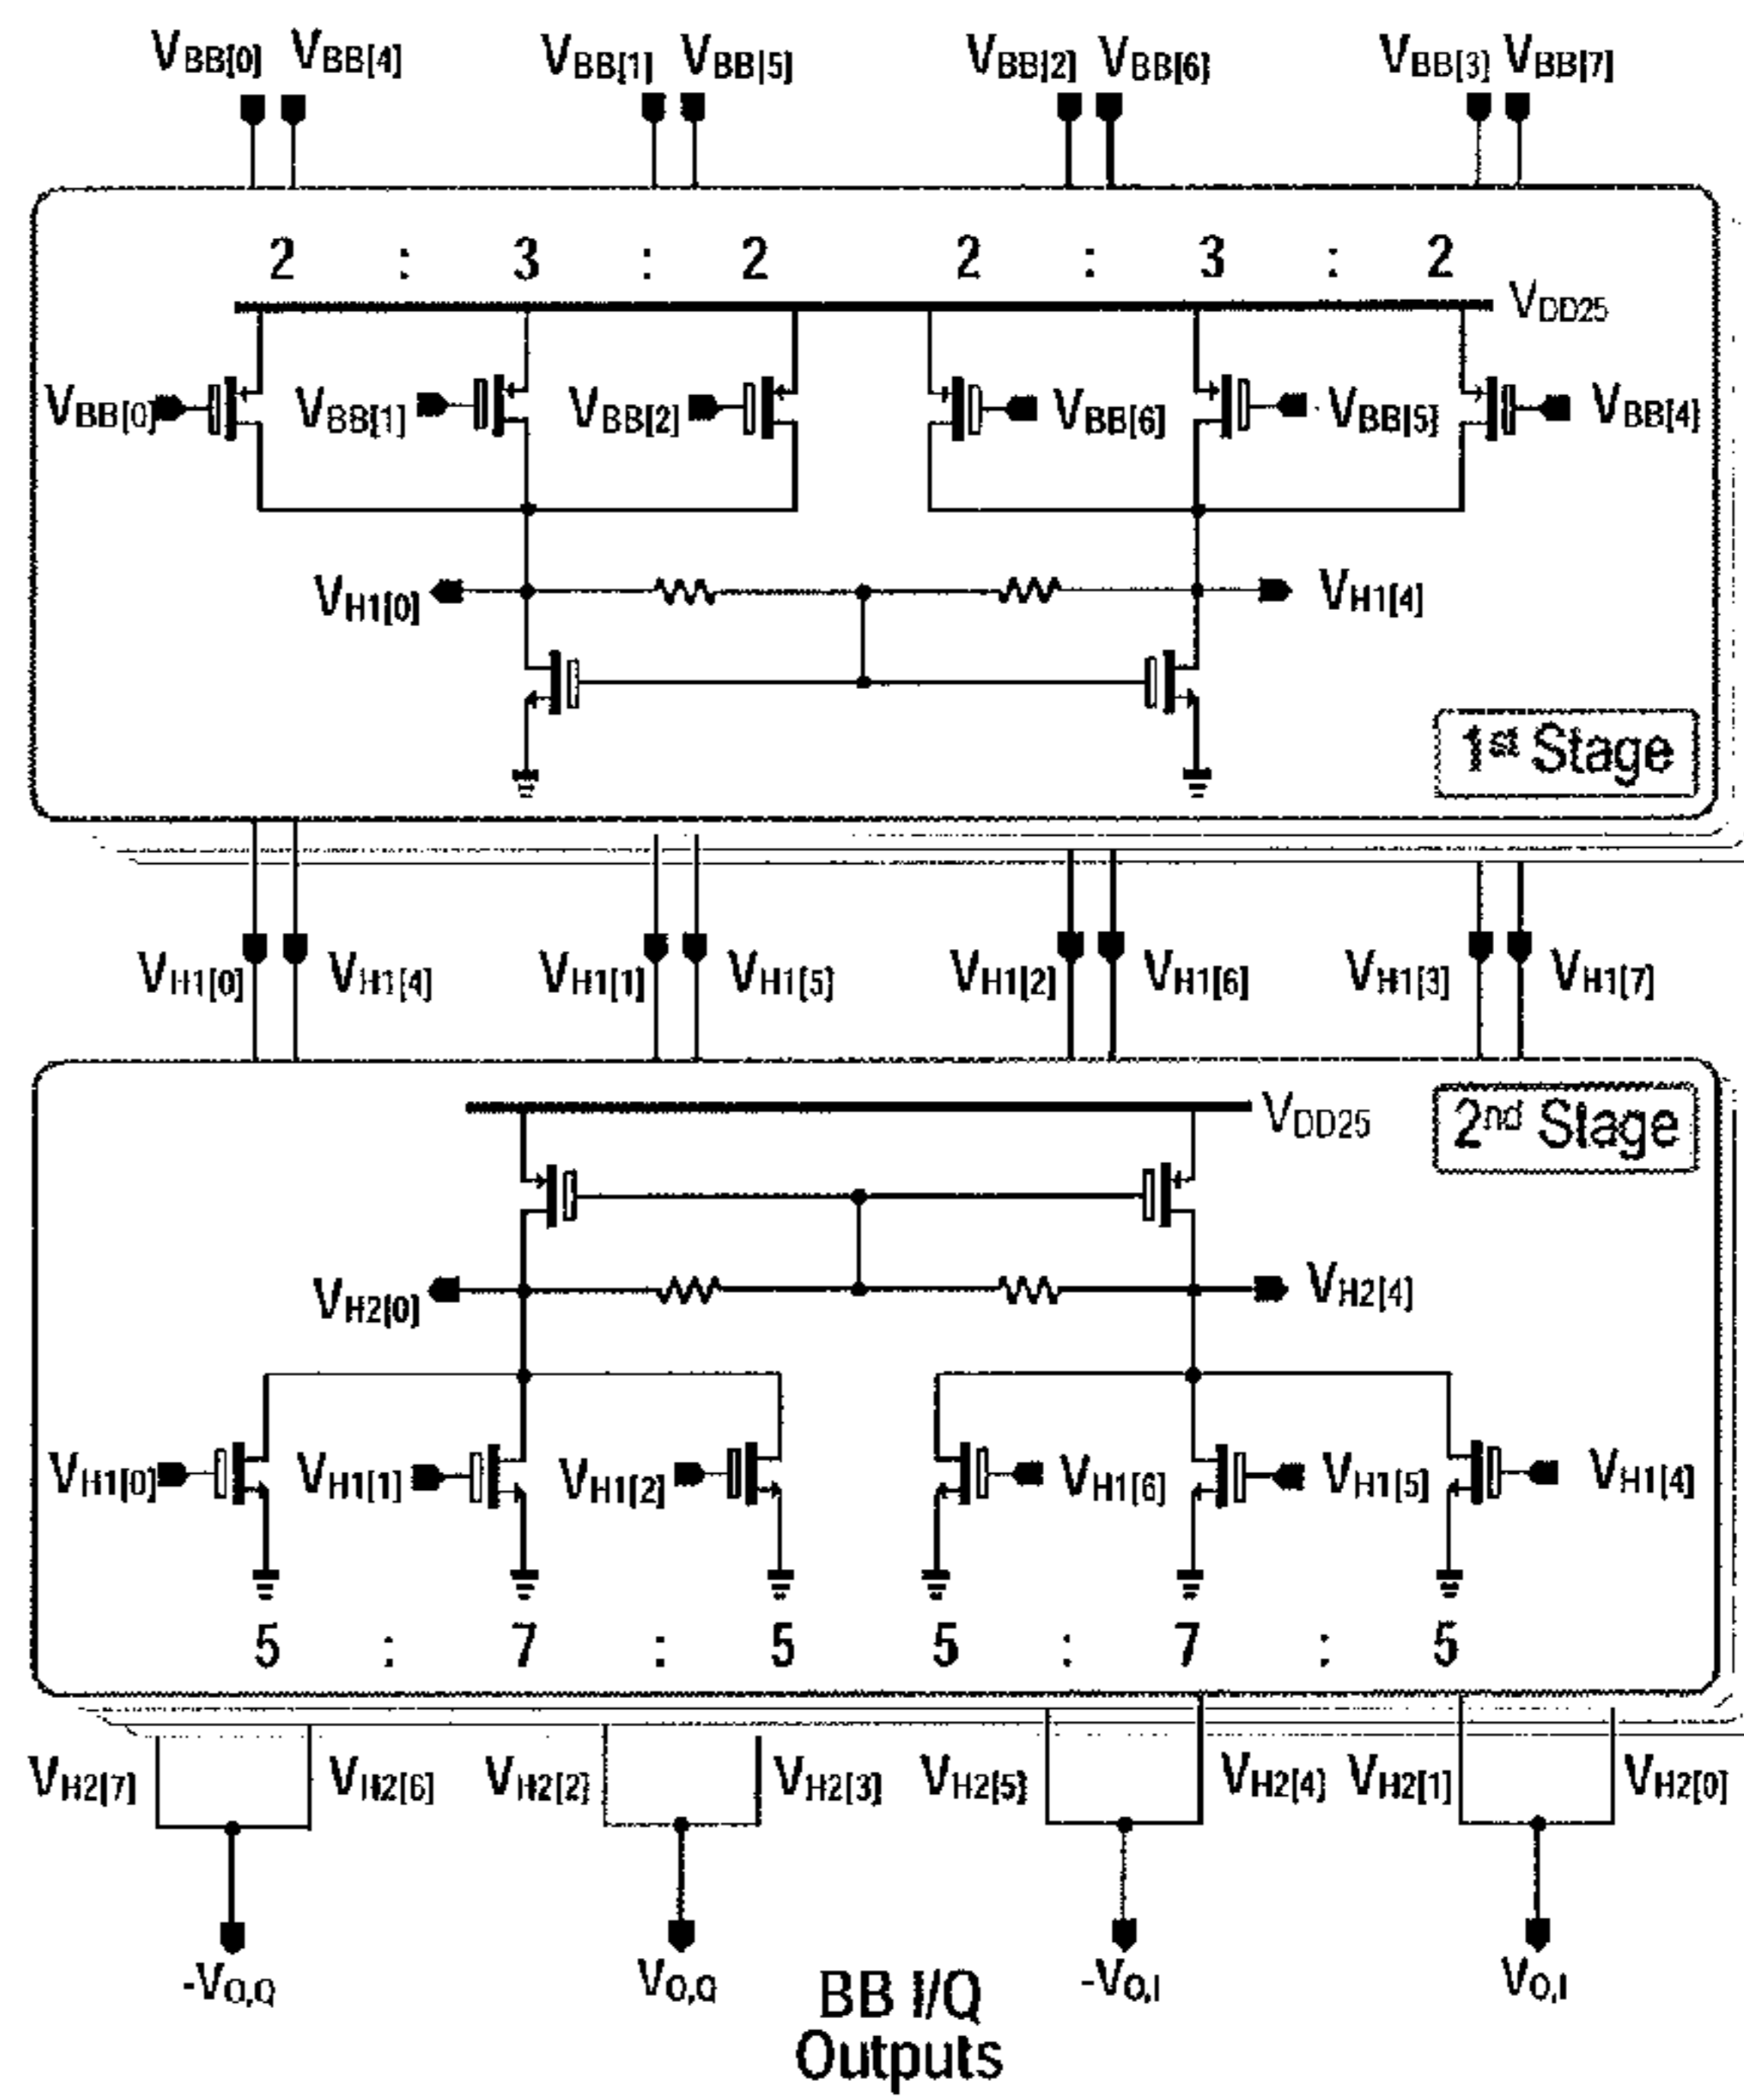 VBB[0] VBB[4] VBB[1] VBB[5] VBB[2] VBB[6] VBB[3] VBB[7]
2 : 3 : 2 2 : 3 : 2
VDD25
VBB[0] VBB[1] VBB[2] VBB[6] VBB[5] VBB[4]
VH1[0] VH1[4]
1st Stage
VH1[0] VH1[4] VH1[1] VH1[5] VH1[2] VH1[6] VH1[3] VH1[7]
VDD25
2nd Stage
VH2[0] VH2[4]
VH1[0] VH1[1] VH1[2] VH1[6] VH1[5] VH1[4]
5 : 7 : 5 5 : 7 : 5
VH2[7] VH2[6] VH2[2] VH2[3] VH2[5] VH2[4] VH2[1] VH2[0]
-VO,Q VO,Q -VO,I VO,I
BB I/Q
Outputs